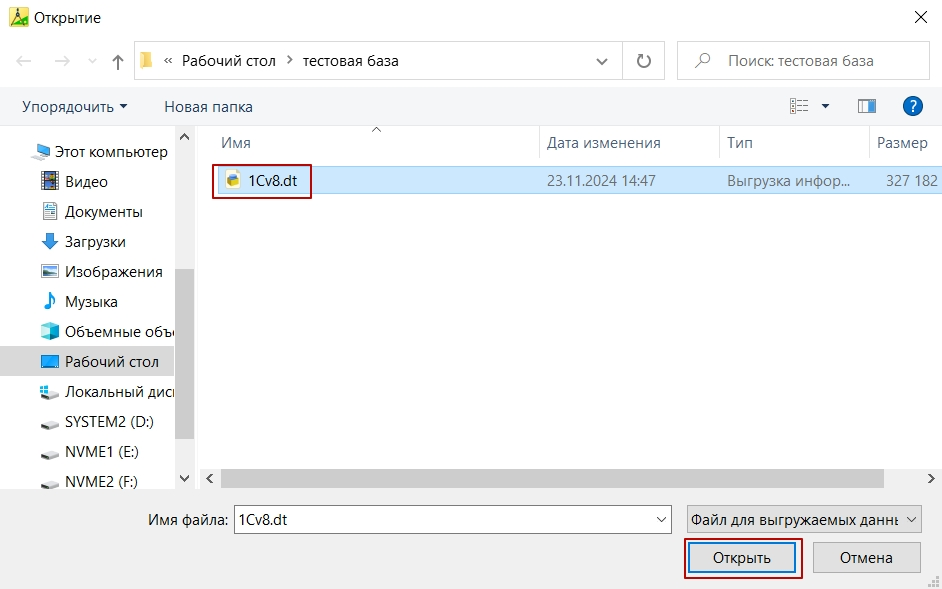 Открытие
« Рабочий стол › тестовая база
Поиск: тестовая база
Упорядочить
Новая папка
?
Этот компьютер
Видео
Документы
Загрузки
Изображения
Музыка
Объемные объ
Рабочий стол
Локальный дис
SYSTEM2 (D:)
NVME1 (E:)
NVME2 (F:)
Имя Дата изменения Тип Размер
1Cv8.dt 23.11.2024 14:47 Выгрузка инфор... 327 182
Имя файла: 1Cv8.dt
Файл для выгружаемых данн
Открыть
Отмена